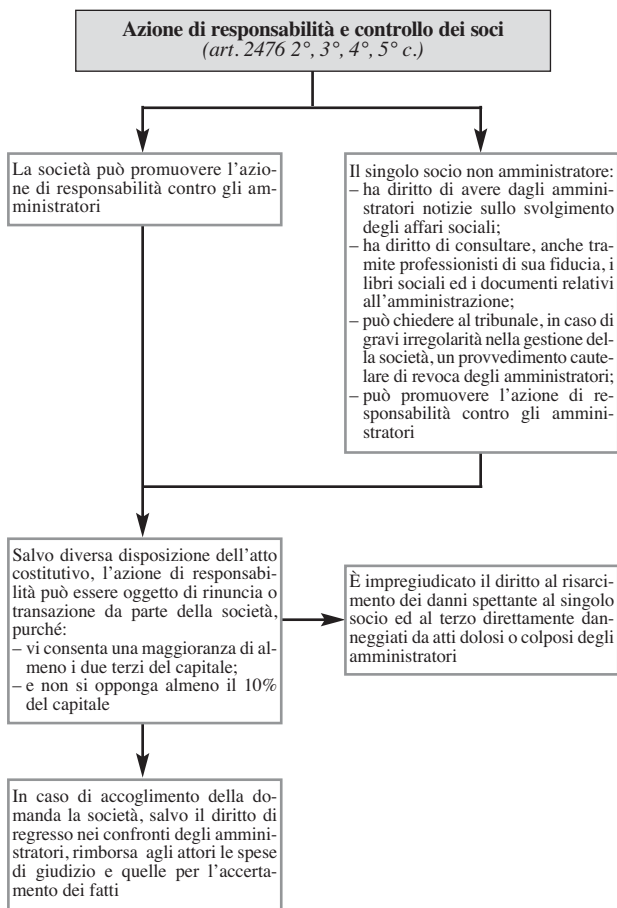 Azione di responsabilità e controllo dei soci
(art. 2476 2°, 3°, 4°, 5° c.)
La società può promuovere l'azio-
ne di responsabilità contro gli am-
ministratori
Il singolo socio non amministratore:
– ha diritto di avere dagli ammini-
stratori notizie sullo svolgimento
degli affari sociali;
– ha diritto di consultare, anche tra-
mite professionisti di sua fiducia, i
libri sociali ed i documenti relativi
all'amministrazione;
– può chiedere al tribunale, in caso di
gravi irregolarità nella gestione del-
la società, un provvedimento caute-
lare di revoca degli amministratori;
– può promuovere l'azione di re-
sponsabilità contro gli ammini-
stratori
Salvo diversa disposizione dell'atto
costitutivo, l'azione di responsabi-
lità può essere oggetto di rinuncia o
transazione da parte della società,
purché:
– vi consenta una maggioranza di al-
meno i due terzi del capitale;
– e non si opponga almeno il 10%
del capitale
È impregiudicato il diritto al risarci-
mento dei danni spettante al singolo
socio ed al terzo direttamente dan-
neggiati da atti dolosi o colposi degli
amministratori
In caso di accoglimento della do-
manda la società, salvo il diritto di
regresso nei confronti degli ammini-
stratori, rimborsa agli attori le spese
di giudizio e quelle per l'accerta-
mento dei fatti